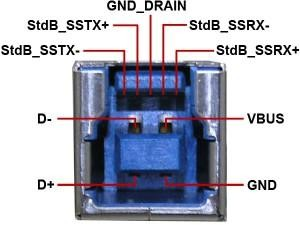 GND_DRAIN
StdB_SSTX+ StdB_SSRX-
StdB_SSTX- StdB_SSRX+
D- VBUS
D+ GND